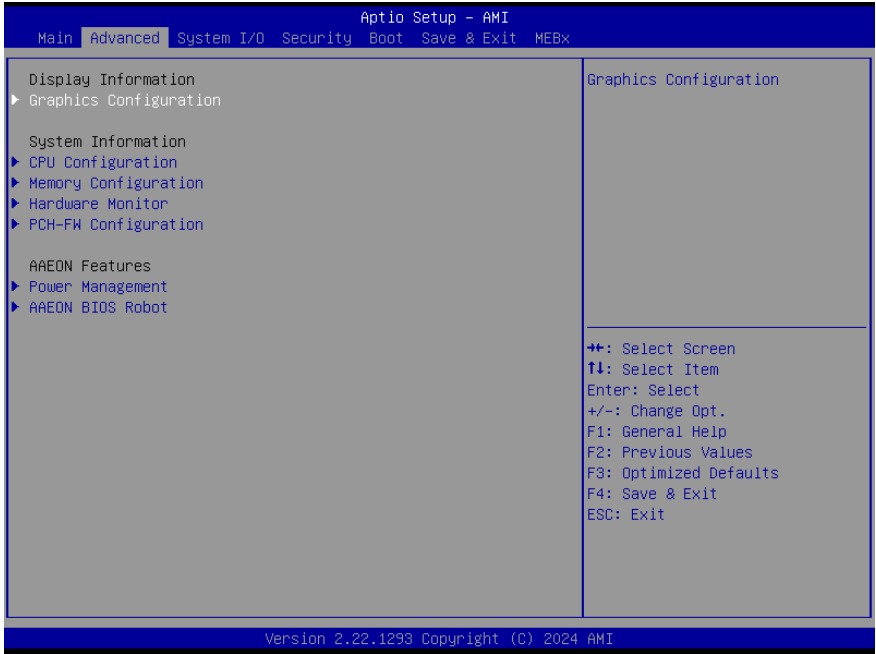 Aptio Setup – AMI
Main Advanced System I/O Security Boot Save & Exit MEBx
Display Information
Graphics Configuration
System Information
CPU Configuration
Memory Configuration
Hardware Monitor
PCH-FW Configuration
AAEON Features
Power Management
AAEON BIOS Robot
Graphics Configuration
→←: Select Screen
↑↓: Select Item
Enter: Select
+/-: Change Opt.
F1: General Help
F2: Previous Values
F3: Optimized Defaults
F4: Save & Exit
ESC: Exit
Version 2.22.1293 Copyright (C) 2024 AMI